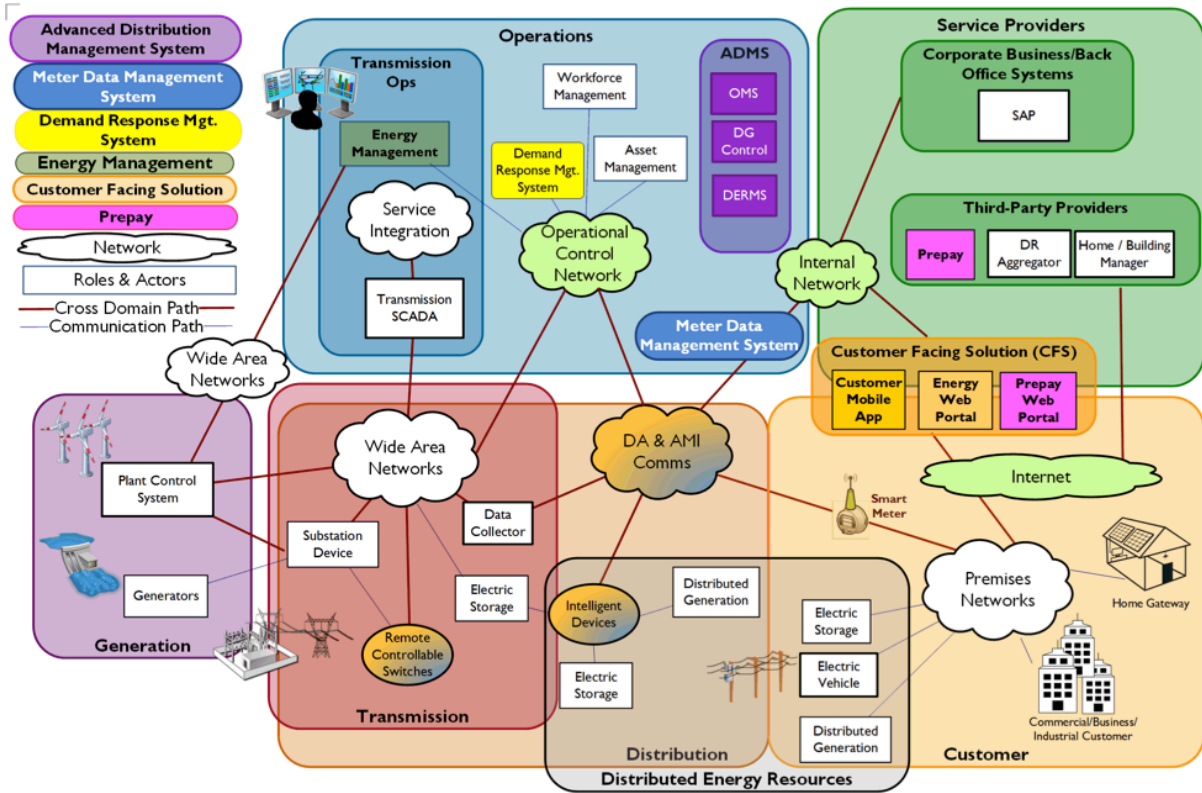 Advanced Distribution
Management System
Meter Data Management
System
Demand Response Mgt.
System
Energy Management
Customer Facing Solution
Prepay
Network
Roles & Actors
Cross Domain Path
Communication Path
Operations
Transmission
Ops
Energy
Management
Service
Integration
Transmission
SCADA
Workforce
Management
Demand
Response Mgt.
System
Asset
Management
Operational
Control
Network
ADMS
OMS
DG
Control
DERMS
Internal
Network
Meter Data
Management System
Service Providers
Corporate Business/Back
Office Systems
SAP
Third-Party Providers
Prepay
DR
Aggregator
Home / Building
Manager
Customer Facing Solution (CFS)
Customer
Mobile
App
Energy
Web
Portal
Prepay
Web
Portal
Wide Area
Networks
Plant Control
System
Generators
Generation
Wide Area
Networks
Substation
Device
Data
Collector
Electric
Storage
Remote
Controllable
Switches
Transmission
DA & AMI
Comms
Intelligent
Devices
Distributed
Generation
Electric
Storage
Distribution
Distributed Energy Resources
Internet
Smart
Meter
Premises
Networks
Home Gateway
Electric
Storage
Electric
Vehicle
Distributed
Generation
Commercial/Business/
Industrial Customer
Customer